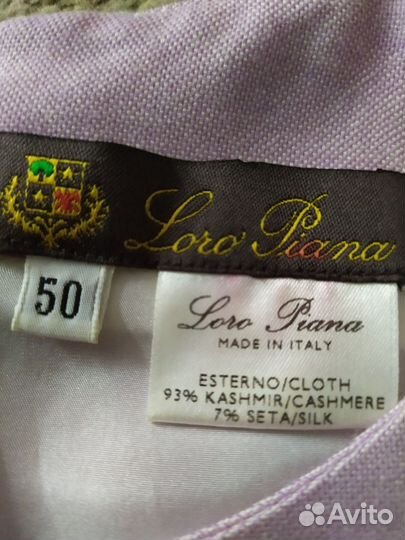 Loro Piana
50
Loro Piana
MADE IN ITALY
ESTERNO/CLOTH
93% KASHMIR/CASHMERE
7% SETA/SILK
Avito